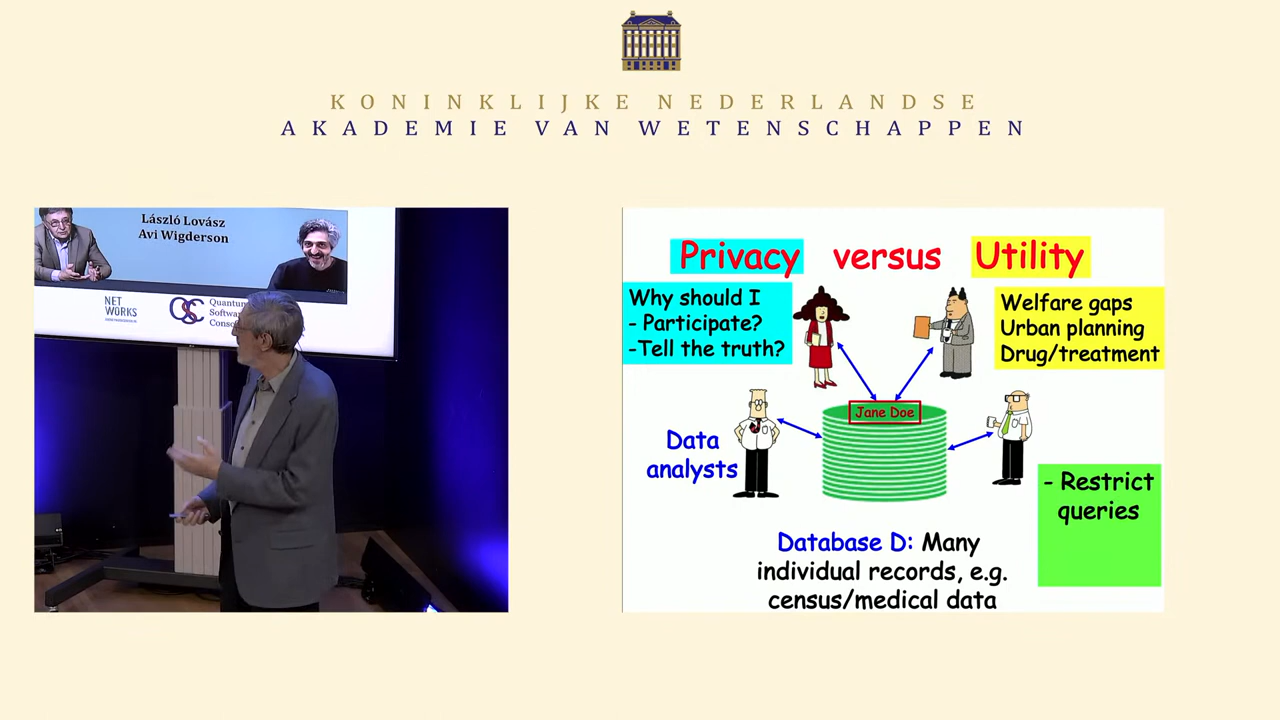 KONINKLIJKE NEDERLANDSE
AKADEMIE VAN WETENSCHAPPEN
László Lovász
Avi Wigderson
NET
WORKS
QSC
Quantum
Software
Privacy versus Utility
Why should I
- Participate?
-Tell the truth?
Welfare gaps
Urban planning
Drug/treatment
Jane Doe
Data
analysts
- Restrict
queries
Database D: Many
individual records, e.g.
census/medical data